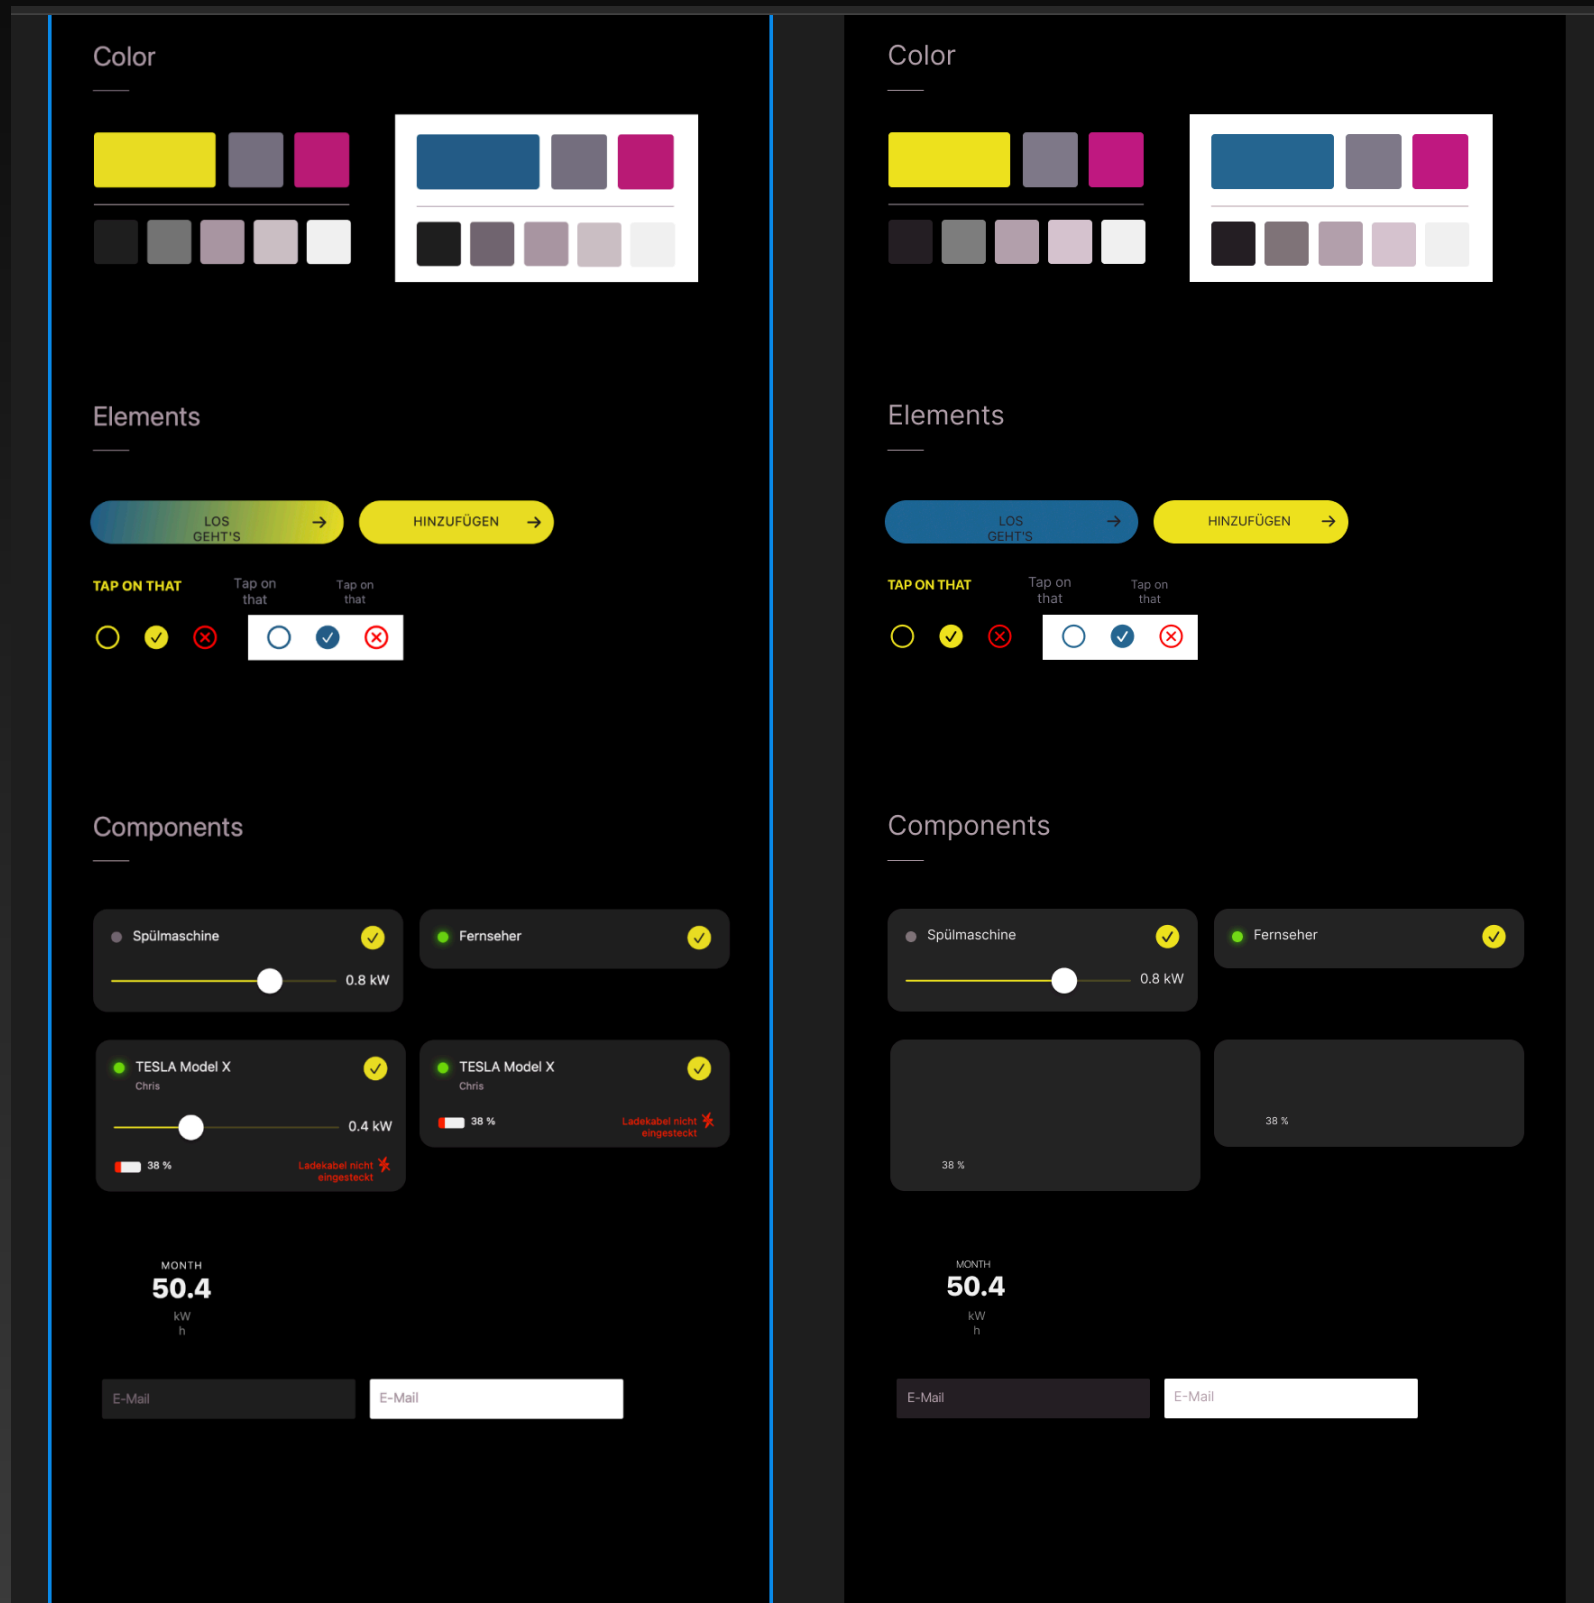 Color
Elements
LOS
GEHT'S
HINZUFÜGEN
TAP ON THAT
Tap on
that
Tap on
that
Components
Spülmaschine
0.8 kW
Fernseher
TESLA Model X
Chris
0.4 kW
38 %
Ladekabel nicht
eingesteckt
TESLA Model X
Chris
38 %
Ladekabel nicht
eingesteckt
MONTH
50.4
kW
h
E-Mail
E-Mail
Color
Elements
LOS
GEHT'S
HINZUFÜGEN
TAP ON THAT
Tap on
that
Tap on
that
Components
Spülmaschine
0.8 kW
Fernseher
38 %
38 %
MONTH
50.4
kW
h
E-Mail
E-Mail